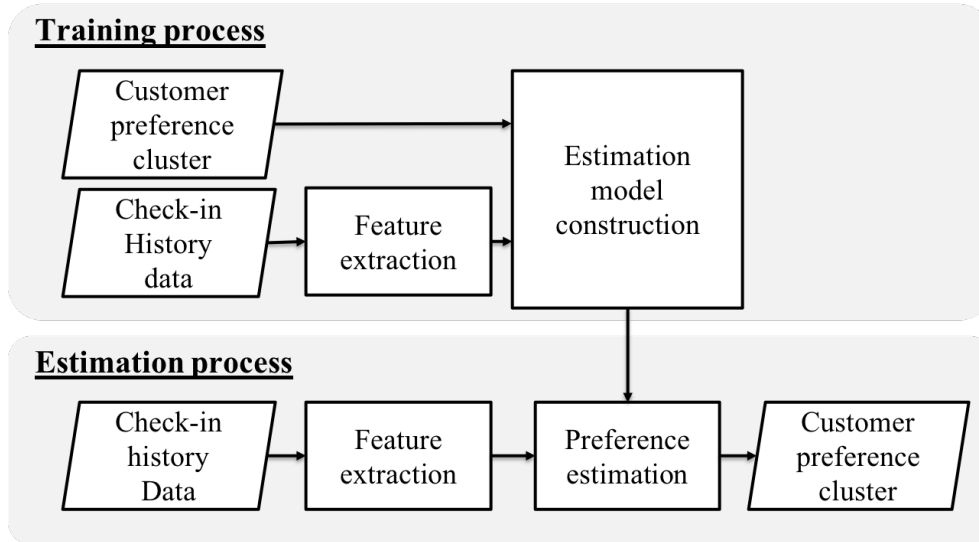 Training process
Customer
preference
cluster
Estimation
model
construction
Check-in
History
data
Feature
extraction
Estimation process
Check-in
history
Data
Feature
extraction
Preference
estimation
Customer
preference
cluster